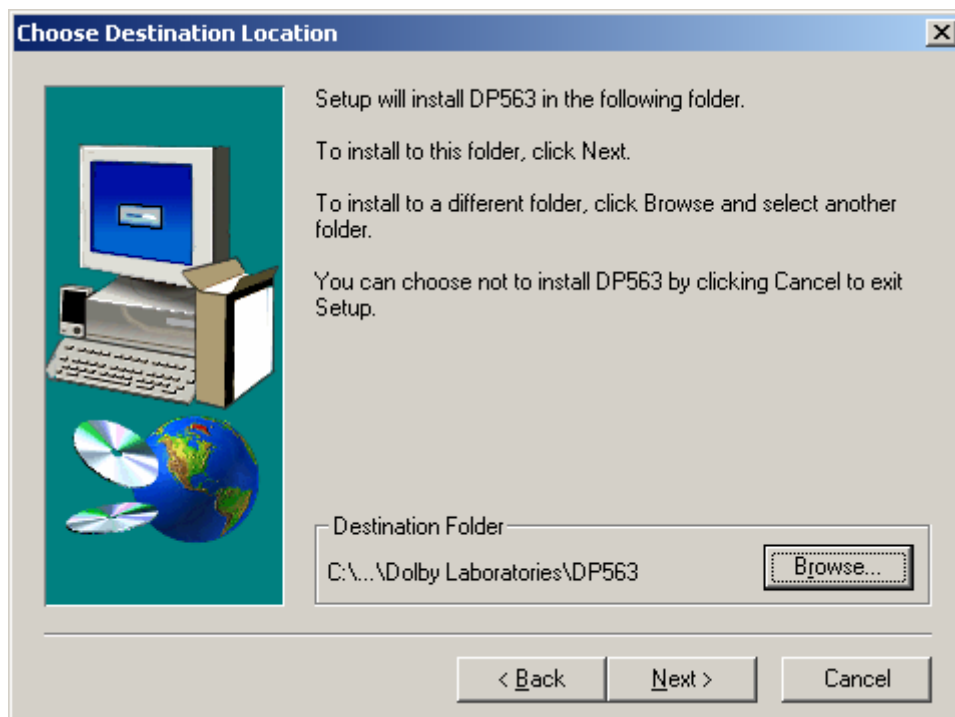 Choose Destination Location
Setup will install DP563 in the following folder.
To install to this folder, click Next.
To install to a different folder, click Browse and select another
folder.
You can choose not to install DP563 by clicking Cancel to exit
Setup.
Destination Folder
C:\...\Dolby Laboratories\DP563
Browse...
< Back
Next >
Cancel